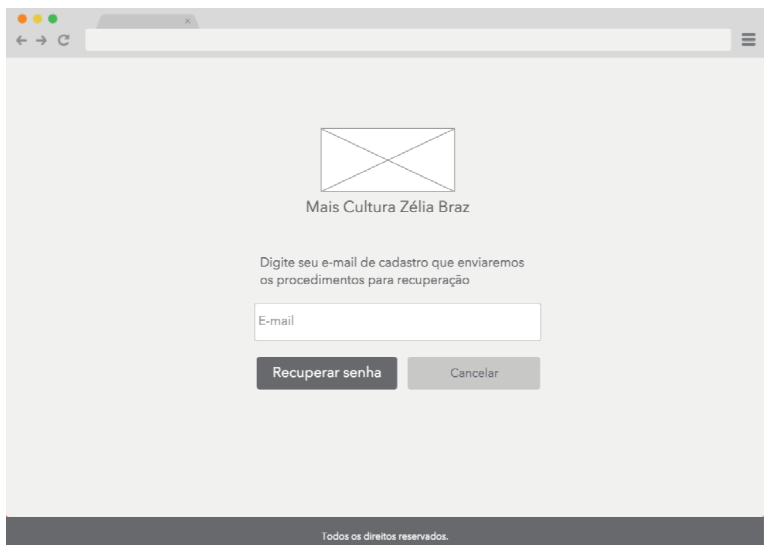 Mais Cultura Zélia Braz
Digite seu e-mail de cadastro que enviaremos
os procedimentos para recuperação
E-mail
Recuperar senha
Cancelar
Todos os direitos reservados.